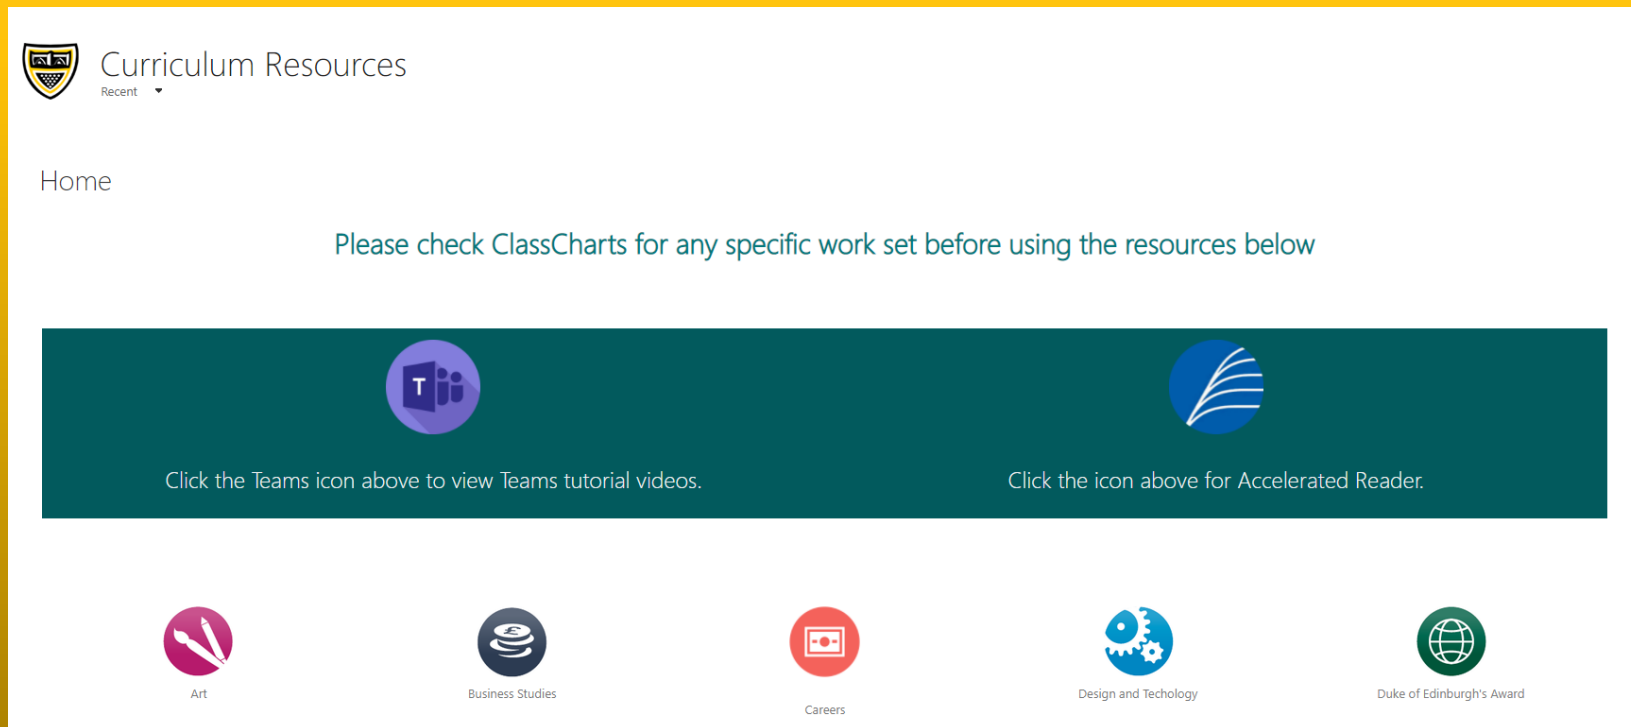 Curriculum Resources
Recent
Home
Please check ClassCharts for any specific work set before using the resources below
T
Click the Teams icon above to view Teams tutorial videos.
Click the icon above for Accelerated Reader.
£
Art
Business Studies
Careers
Design and Techology
Duke of Edinburgh's Award